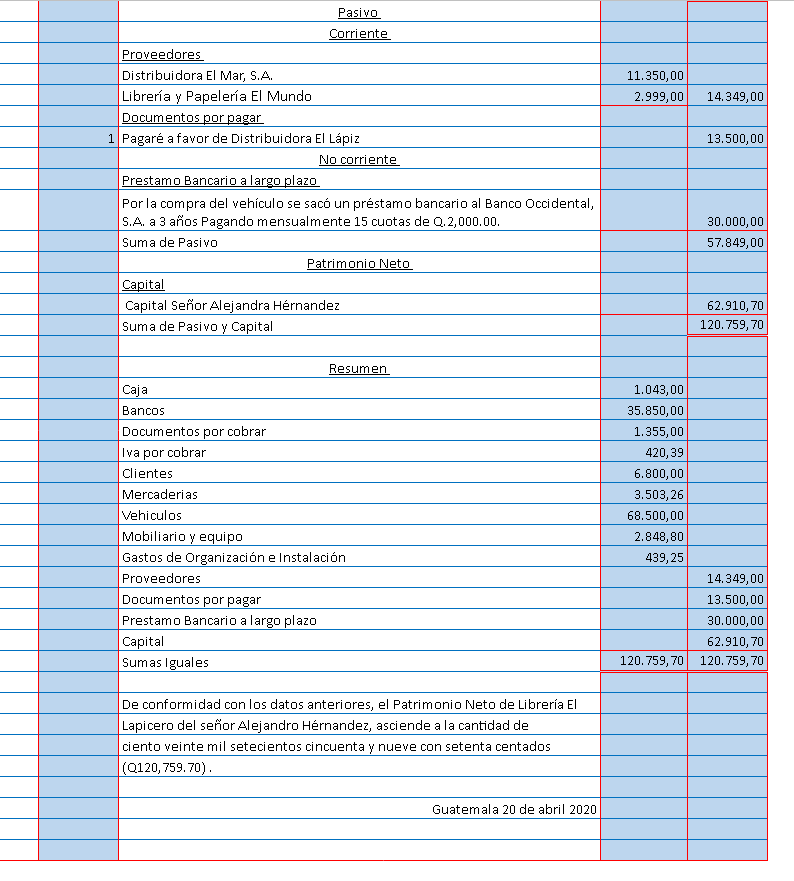 Pasivo
Corriente
Proveedores
Distribuidora El Mar, S.A. 11.350,00
Librería y Papelería El Mundo 2.999,00 14.349,00
Documentos por pagar
1 Pagaré a favor de Distribuidora El Lápiz 13.500,00
No corriente
Prestamo Bancario a largo plazo
Por la compra del vehículo se sacó un préstamo bancario al Banco Occidental,
S.A. a 3 años Pagando mensualmente 15 cuotas de Q.2,000.00. 30.000,00
Suma de Pasivo 57.849,00
Patrimonio Neto
Capital
Capital Señor Alejandra Hérnandez 62.910,70
Suma de Pasivo y Capital 120.759,70
Resumen
Caja 1.043,00
Bancos 35.850,00
Documentos por cobrar 1.355,00
Iva por cobrar 420,39
Clientes 6.800,00
Mercaderias 3.503,26
Vehiculos 68.500,00
Mobiliario y equipo 2.848,80
Gastos de Organización e Instalación 439,25
Proveedores 14.349,00
Documentos por pagar 13.500,00
Prestamo Bancario a largo plazo 30.000,00
Capital 62.910,70
Sumas Iguales 120.759,70 120.759,70
De conformidad con los datos anteriores, el Patrimonio Neto de Librería El
Lapicero del señor Alejandro Hérnandez, asciende a la cantidad de
ciento veinte mil setecientos cincuenta y nueve con setenta centados
(Q120,759.70) .
Guatemala 20 de abril 2020